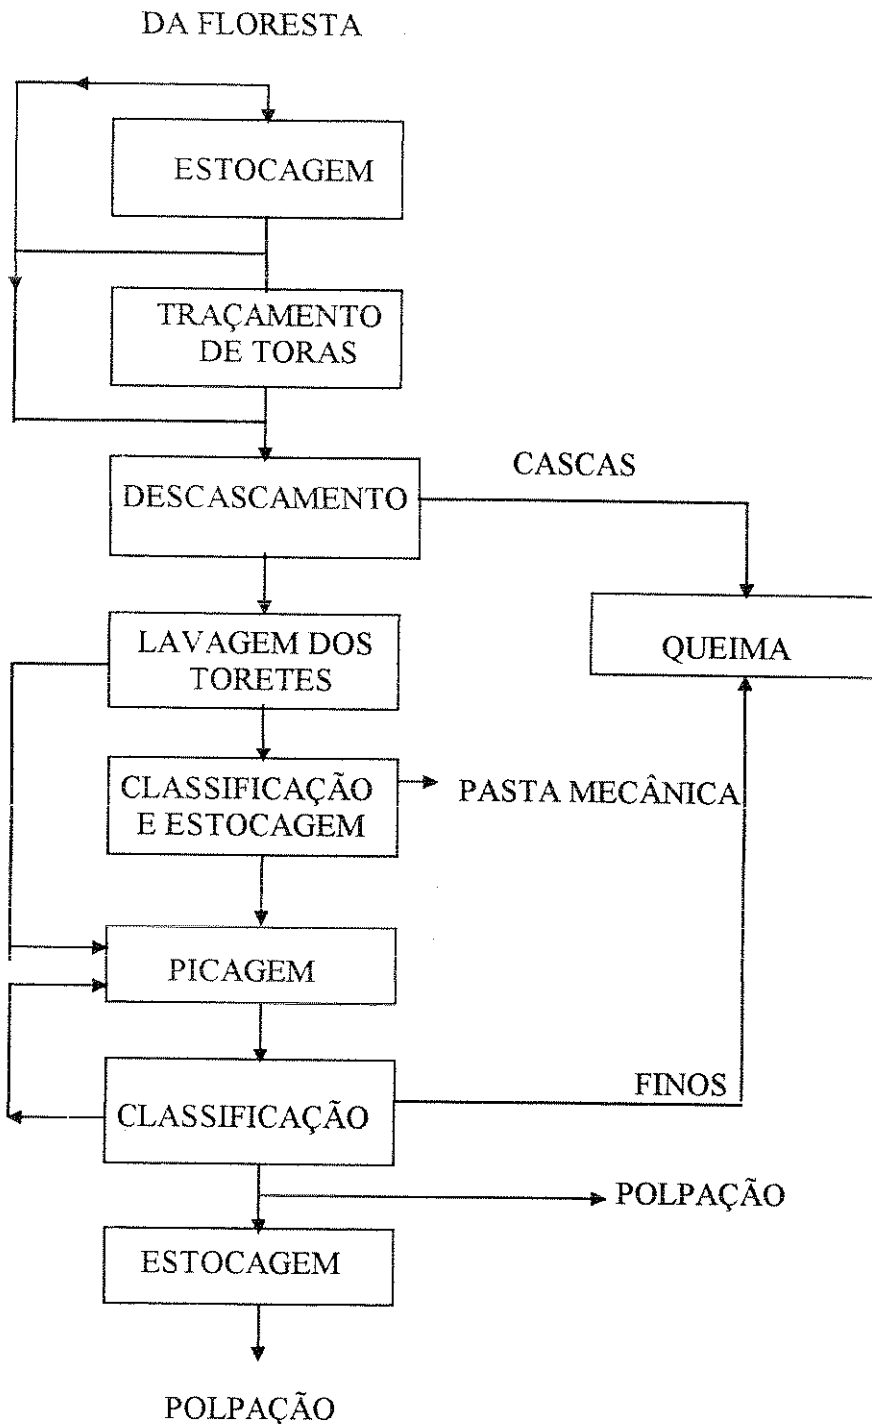 DA FLORESTA
ESTOCAGEM
TRAÇAMENTO
DE TORAS
CASCAS
DESCASCAMENTO
LAVAGEM DOS
TORETES
QUEIMA
CLASSIFICAÇÃO
E ESTOCAGEM
PASTA MECÂNICA
PICAGEM
FINOS
CLASSIFICAÇÃO
POLPAÇÃO
ESTOCAGEM
POLPAÇÃO